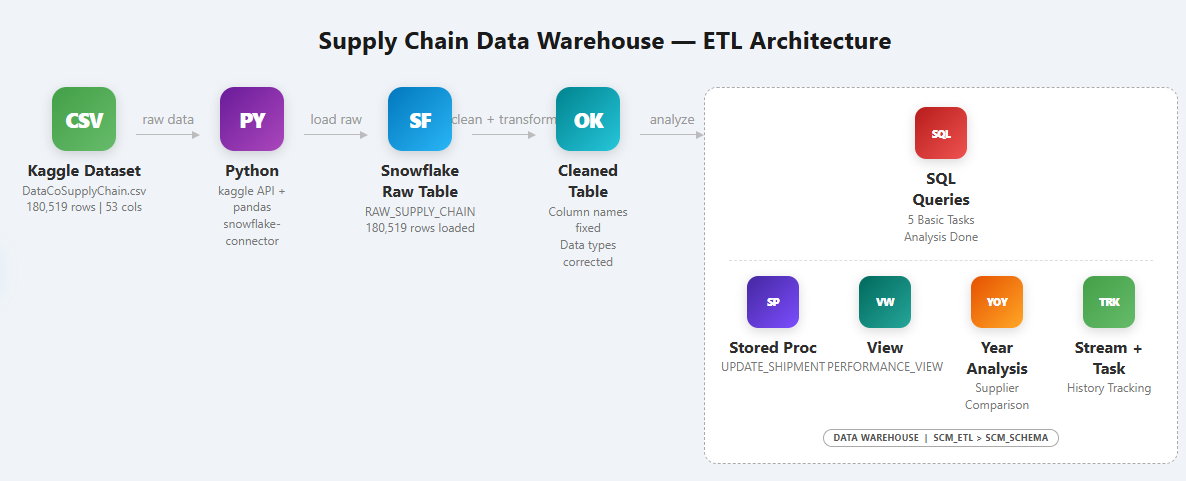 Supply Chain Data Warehouse — ETL Architecture
CSV
Kaggle Dataset
DataCoSupplyChain.csv
180,519 rows | 53 cols
raw data
PY
Python
kaggle API +
pandas
snowflake-
connector
load raw
SF
Snowflake
Raw Table
RAW_SUPPLY_CHAIN
180,519 rows loaded
clean + transform
OK
Cleaned
Table
Column names
fixed
Data types
corrected
analyze
SQL
SQL
Queries
5 Basic Tasks
Analysis Done
SP
Stored Proc
UPDATE_SHIPMENT
VW
View
PERFORMANCE_VIEW
YOY
Year
Analysis
Supplier
Comparison
TRK
Stream +
Task
History Tracking
DATA WAREHOUSE | SCM_ETL > SCM_SCHEMA